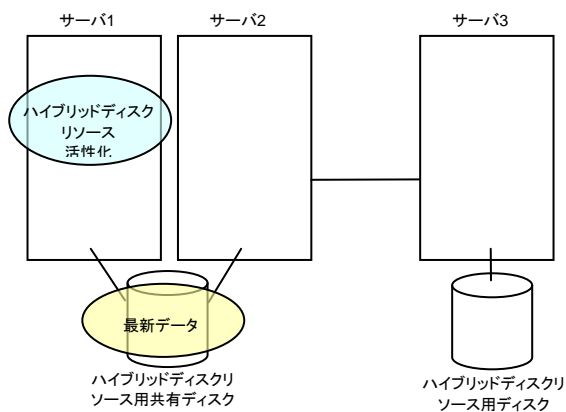 サーバ1
サーバ2
サーバ3
ハイブリッドディスク
リソース
活性化
最新データ
ハイブリッドディスクリ
ソース用共有ディスク
ハイブリッドディスクリ
ソース用ディスク